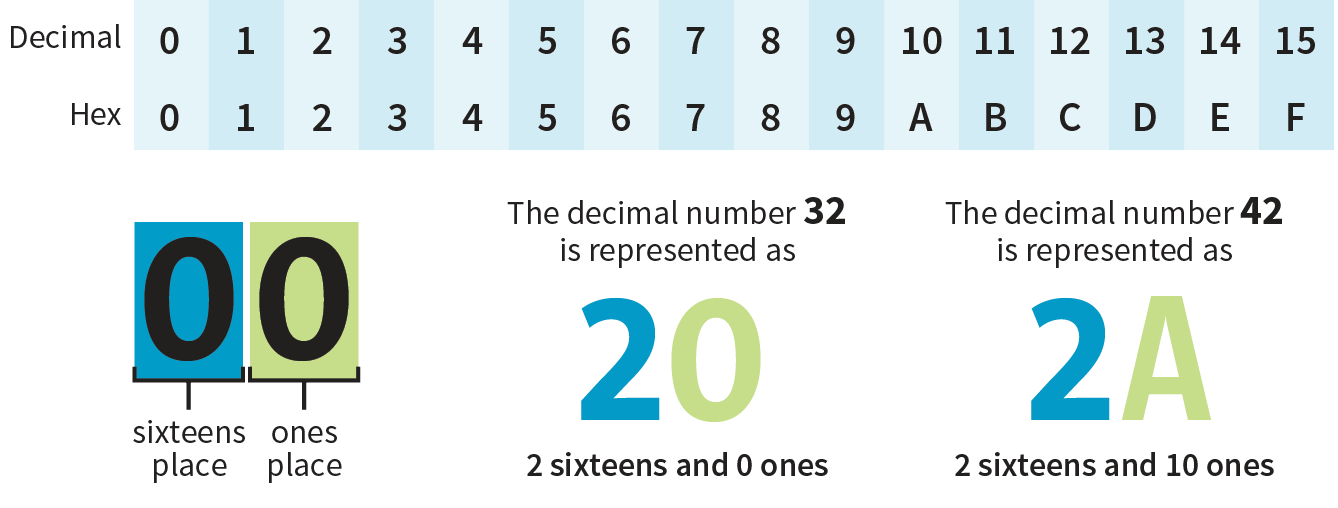 Decimal 0 1 2 3 4 5 6 7 8 9 10 11 12 13 14 15
Hex 0 1 2 3 4 5 6 7 8 9 A B C D E F
00
sixteens place
ones place
The decimal number 32
is represented as
20
2 sixteens and 0 ones
The decimal number 42
is represented as
2A
2 sixteens and 10 ones